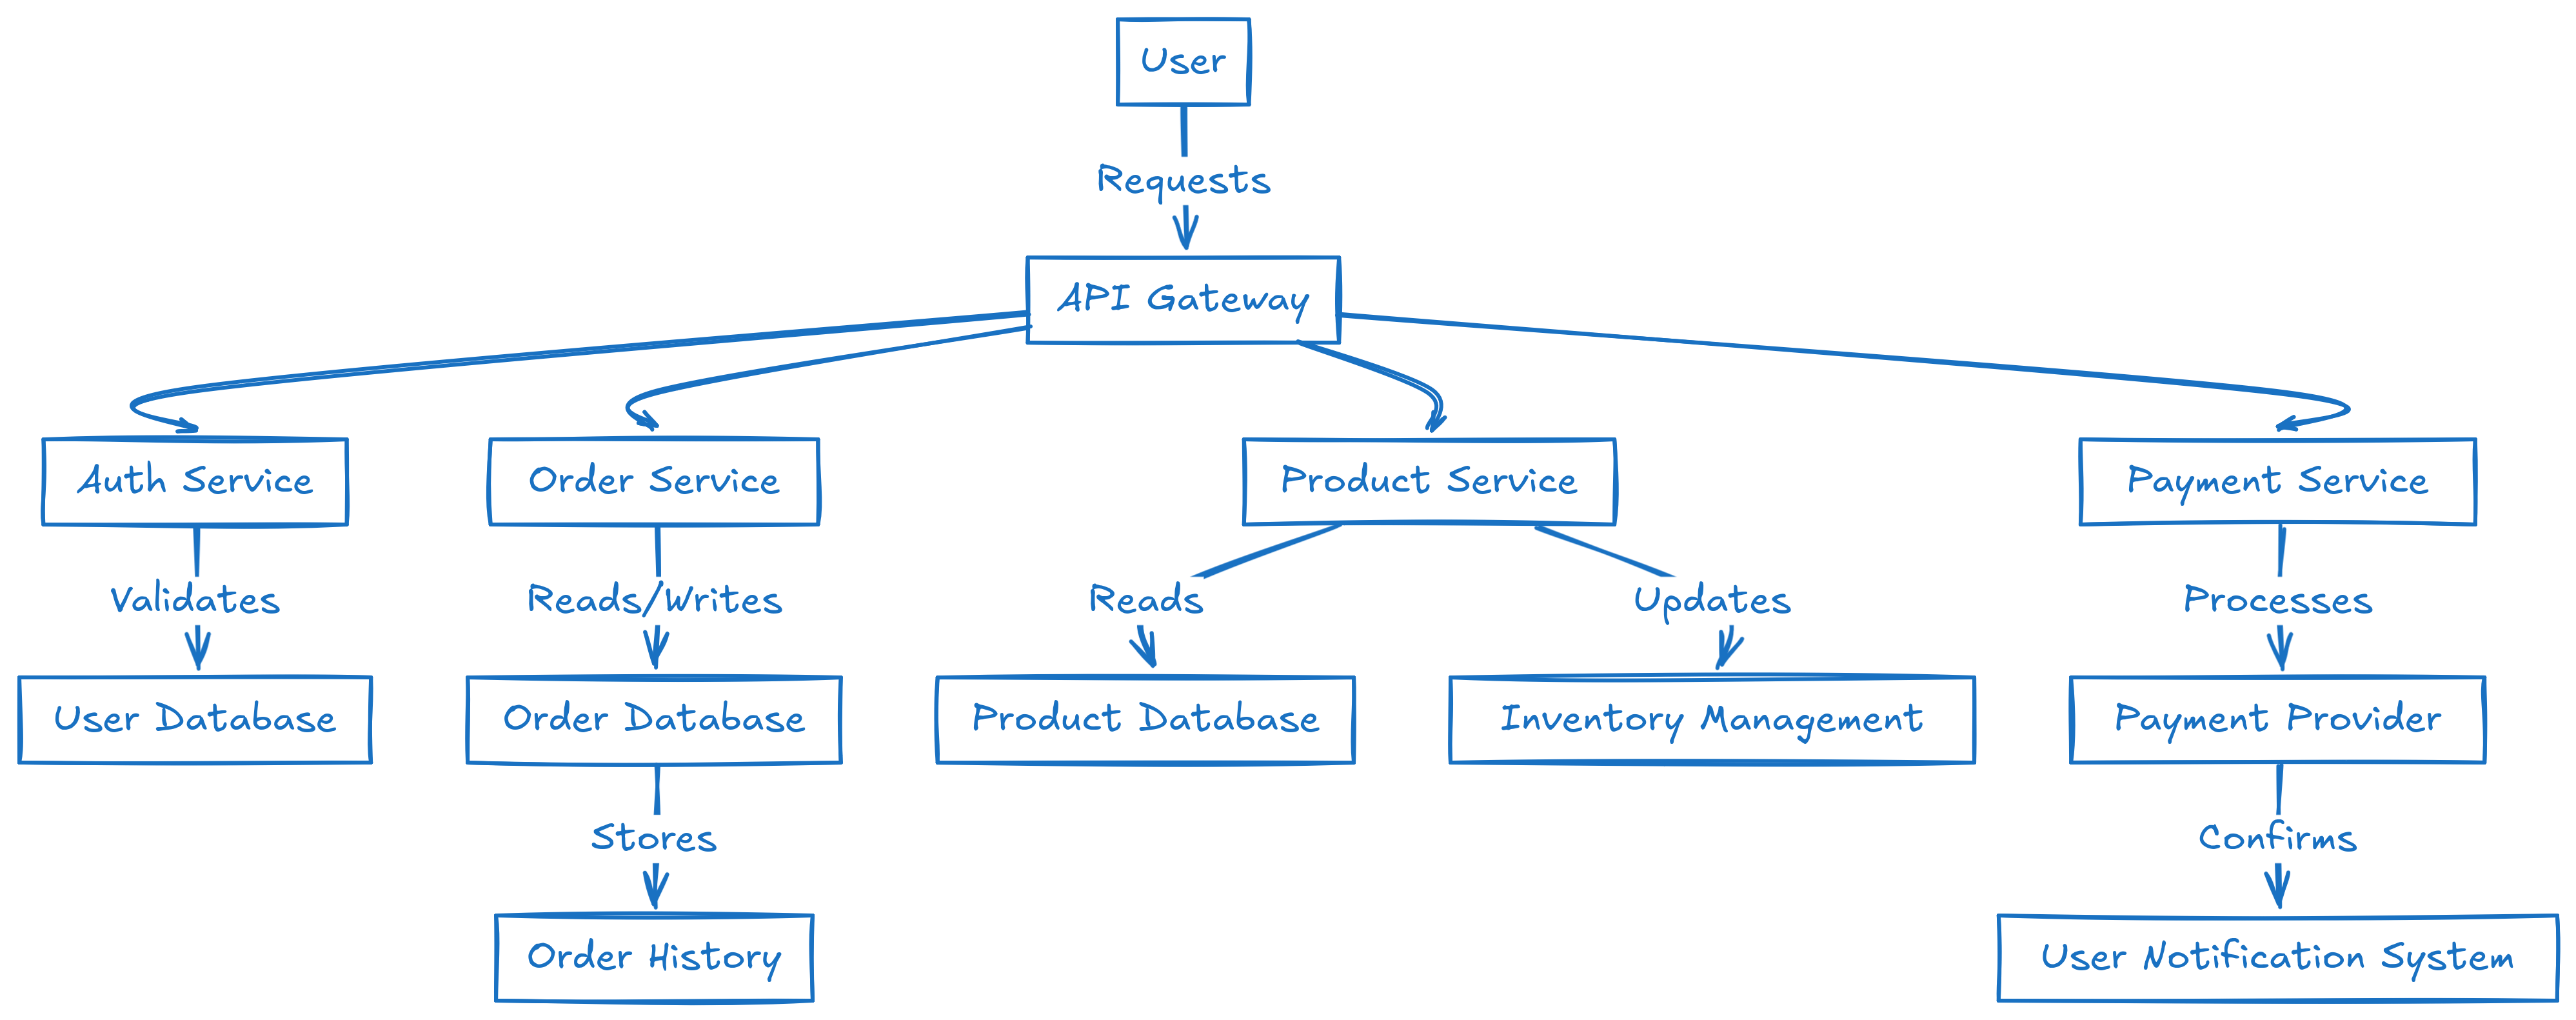 User
Requests
API Gateway
Auth Service
Order Service
Product Service
Payment Service
Validates
Reads/Writes
Reads
Updates
Processes
User Database
Order Database
Product Database
Inventory Management
Payment Provider
Stores
Confirms
Order History
User Notification System